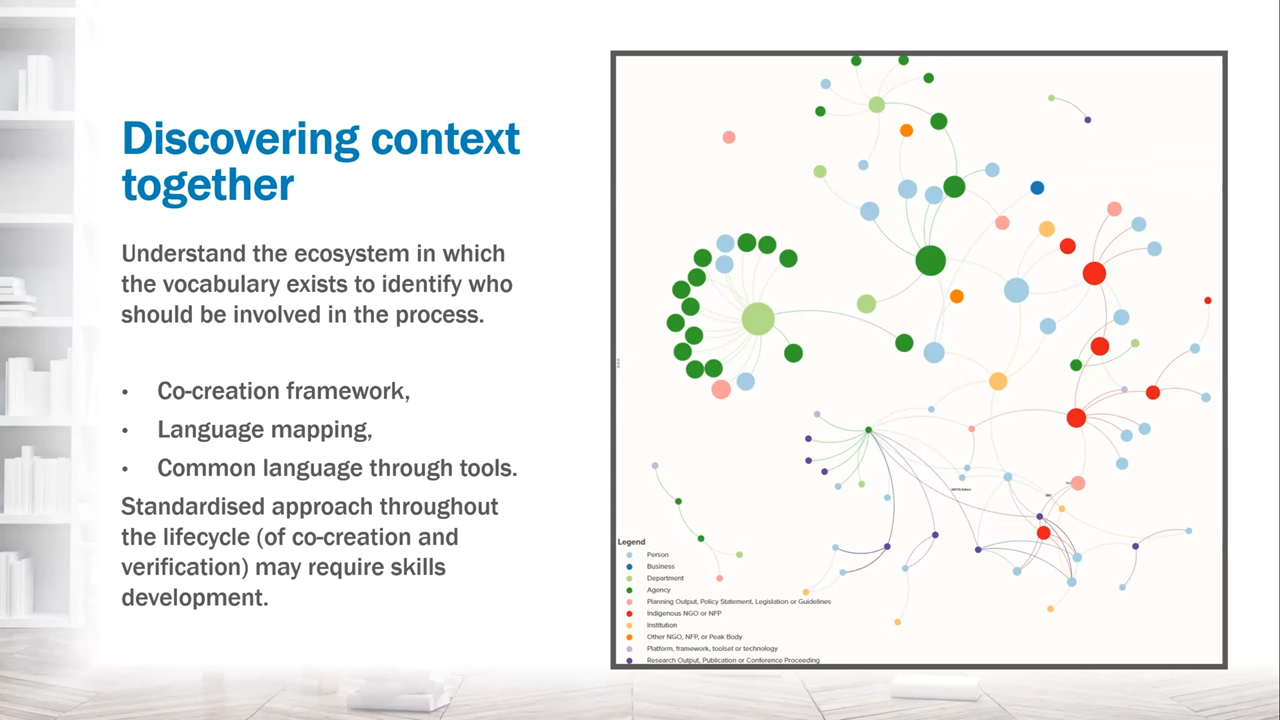 Discovering context
together
Understand the ecosystem in which
the vocabulary exists to identify who
should be involved in the process.
• Co-creation framework,
• Language mapping,
• Common language through tools.
Standardised approach throughout
the lifecycle (of co-creation and
verification) may require skills
development.
Legend
Person
Business
Department
Agency
Planning Output, Policy Statement, Legislation or Guidelines
Indigenous NGO or NFP
Institution
Other NGO, NFP, or Peak Body
Platform, framework, toolset or technology
Research Output, Publication or Conference Proceeding